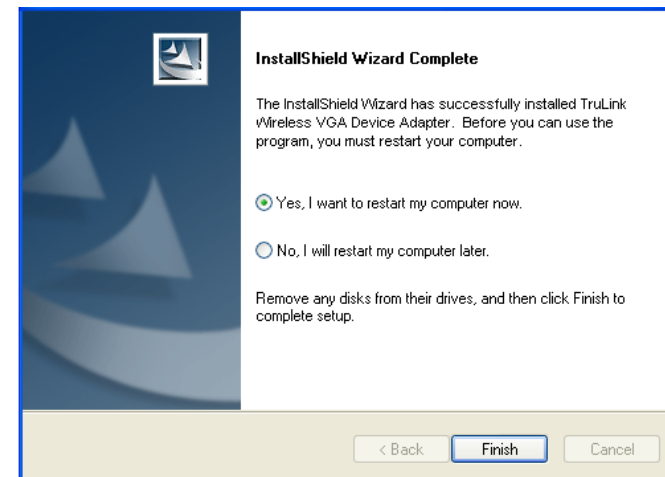 InstallShield Wizard Complete
The InstallShield Wizard has successfully installed TruLink
Wireless VGA Device Adapter. Before you can use the
program, you must restart your computer.
Yes, I want to restart my computer now.
No, I will restart my computer later.
Remove any disks from their drives, and then click Finish to
complete setup.
< Back Finish Cancel